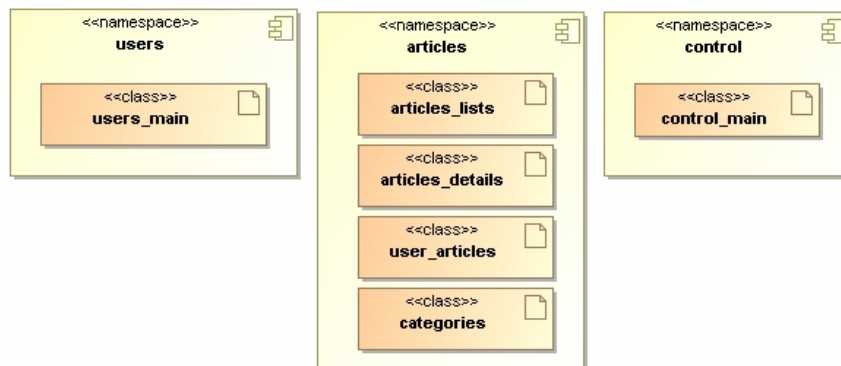 <<namespace>>
users
<<class>>
users_main
<<namespace>>
articles
<<class>>
articles_lists
<<class>>
articles_details
<<class>>
user_articles
<<class>>
categories
<<namespace>>
control
<<class>>
control_main